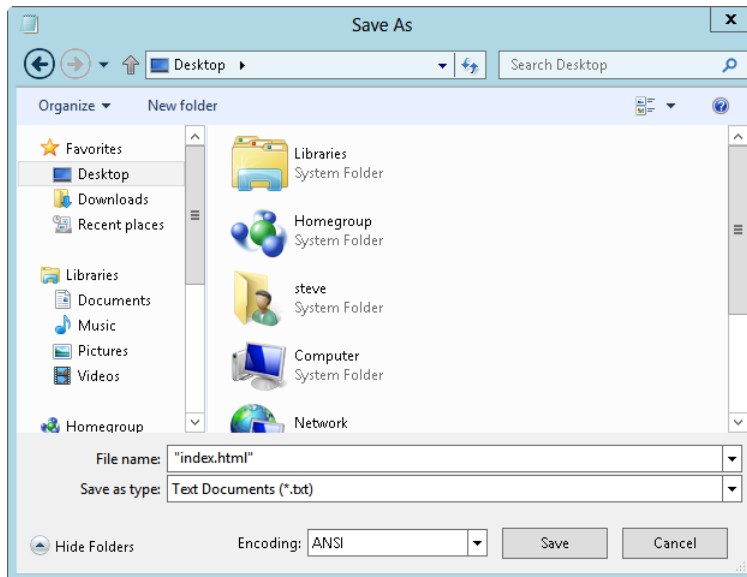 Save As
x
Desktop
Search Desktop
Organize
New folder
?
Favorites
Desktop
Downloads
Recent places
Libraries
Documents
Music
Pictures
Videos
Homegroup
Libraries
System Folder
Homegroup
System Folder
steve
System Folder
Computer
System Folder
Network
File name: "index.html"
Save as type: Text Documents (*.txt)
Hide Folders
Encoding: ANSI
Save
Cancel